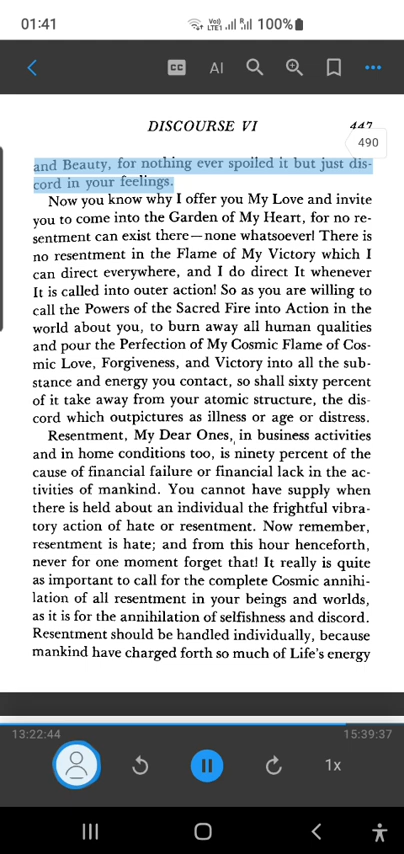 01:41
Vo)) LTE1 R 100%
CC AI
DISCOURSE VI 447
490
and Beauty, for nothing ever spoiled it but just dis-
cord in your feelings.
Now you know why I offer you My Love and invite
you to come into the Garden of My Heart, for no re-
sentment can exist there—none whatsoever! There is
no resentment in the Flame of My Victory which I
can direct everywhere, and I do direct It whenever
It is called into outer action! So as you are willing to
call the Powers of the Sacred Fire into Action in the
world about you, to burn away all human qualities
and pour the Perfection of My Cosmic Flame of Cos-
mic Love, Forgiveness, and Victory into all the sub-
stance and energy you contact, so shall sixty percent
of it take away from your atomic structure, the dis-
cord which outpictures as illness or age or distress.
Resentment, My Dear Ones, in business activities
and in home conditions too, is ninety percent of the
cause of financial failure or financial lack in the ac-
tivities of mankind. You cannot have supply when
there is held about an individual the frightful vibra-
tory action of hate or resentment. Now remember,
resentment is hate; and from this hour henceforth,
never for one moment forget that! It really is quite
as important to call for the complete Cosmic annihi-
lation of all resentment in your beings and worlds,
as it is for the annihilation of selfishness and discord.
Resentment should be handled individually, because
mankind have charged forth so much of Life's energy
13:22:44 15:39:37
1x